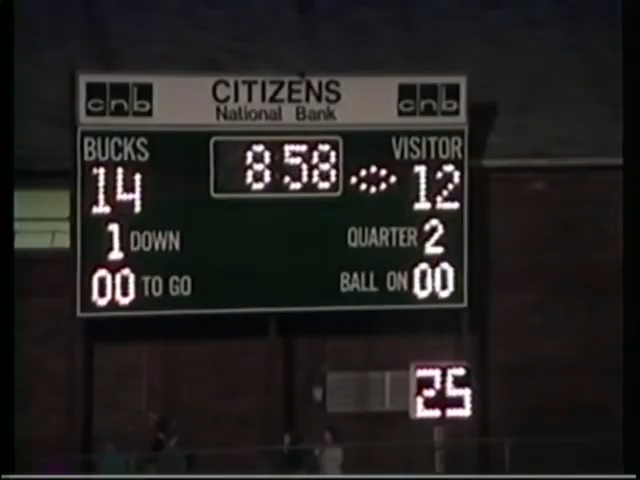 cnb CITIZENS cnb
National Bank
BUCKS 8:58 VISITOR
14 12
1 DOWN QUARTER 2
00 TO GO BALL ON 00
25